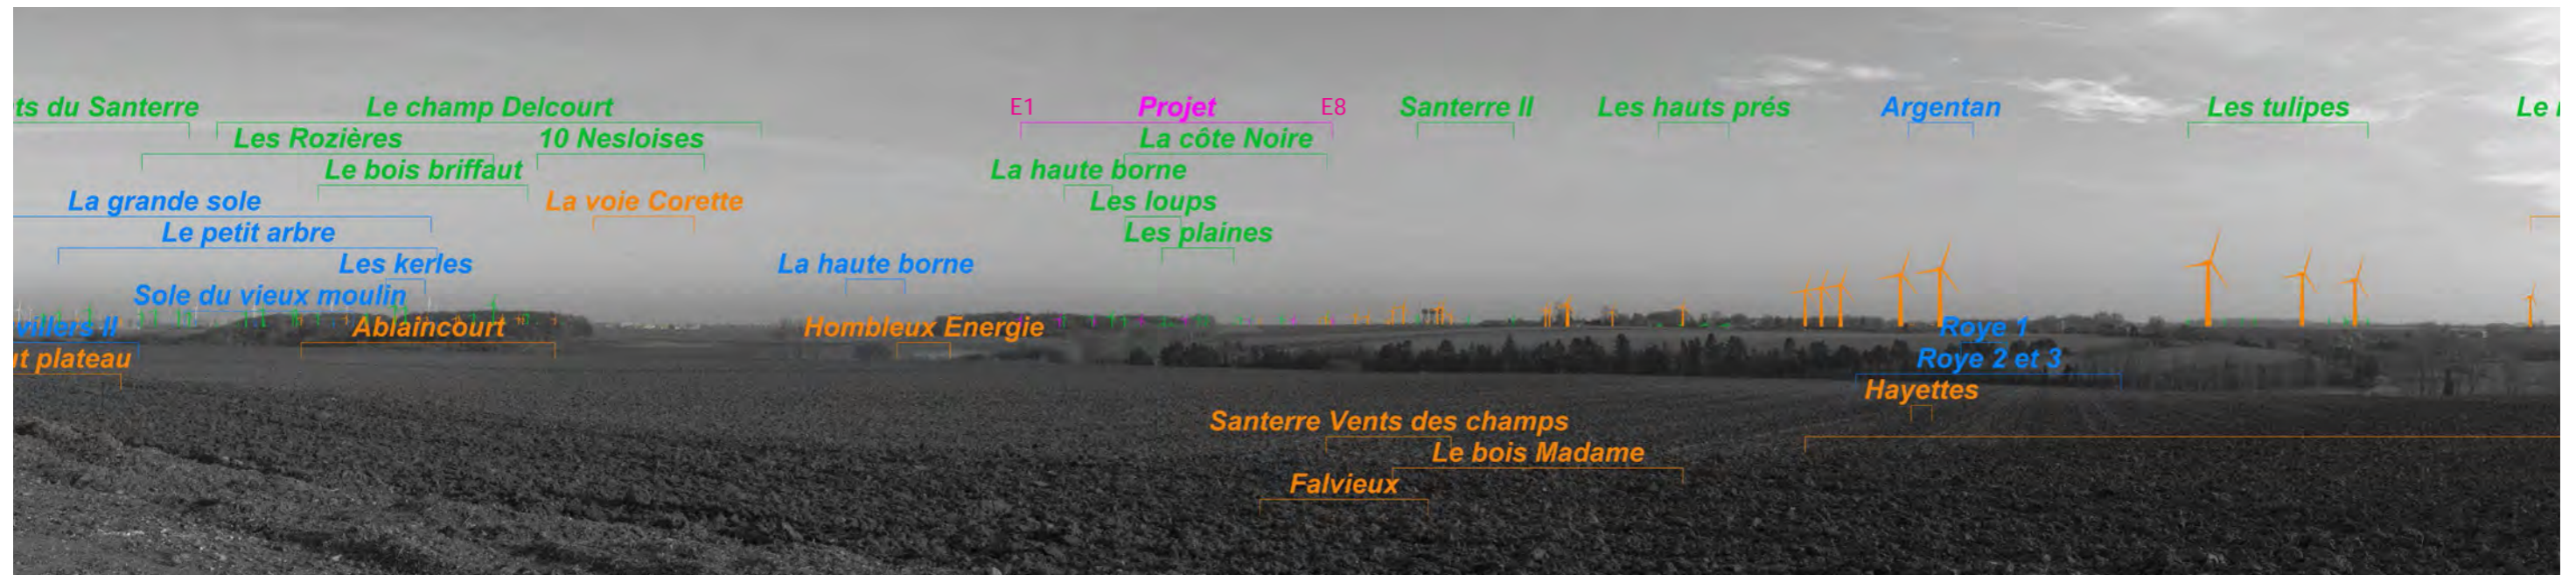 ts du Santerre Le champ Delcourt E1 Projet E8 Santerre II Les hauts prés Argentan Les tulipes Le
Les Rozières 10 Nesloises La côte Noire
Le bois briffaut La haute borne
La grande sole La voie Corette Les loups
Le petit arbre Les plaines
Les kerles La haute borne
Sole du vieux moulin
villers II Ablaincourt Hombleux Energie Roye 1
ut plateau Roye 2 et 3
Hayettes
Santerre Vents des champs
Le bois Madame
Falvieux